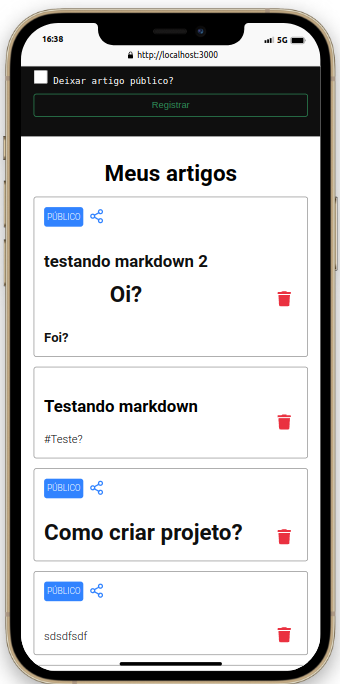 16:38
5G
http://localhost:3000
Deixar artigo público?
Registrar
Meus artigos
PÚBLICO
testando markdown 2
Oi?
Foi?
Testando markdown
#Teste?
PÚBLICO
Como criar projeto?
PÚBLICO
sdsdfsdf